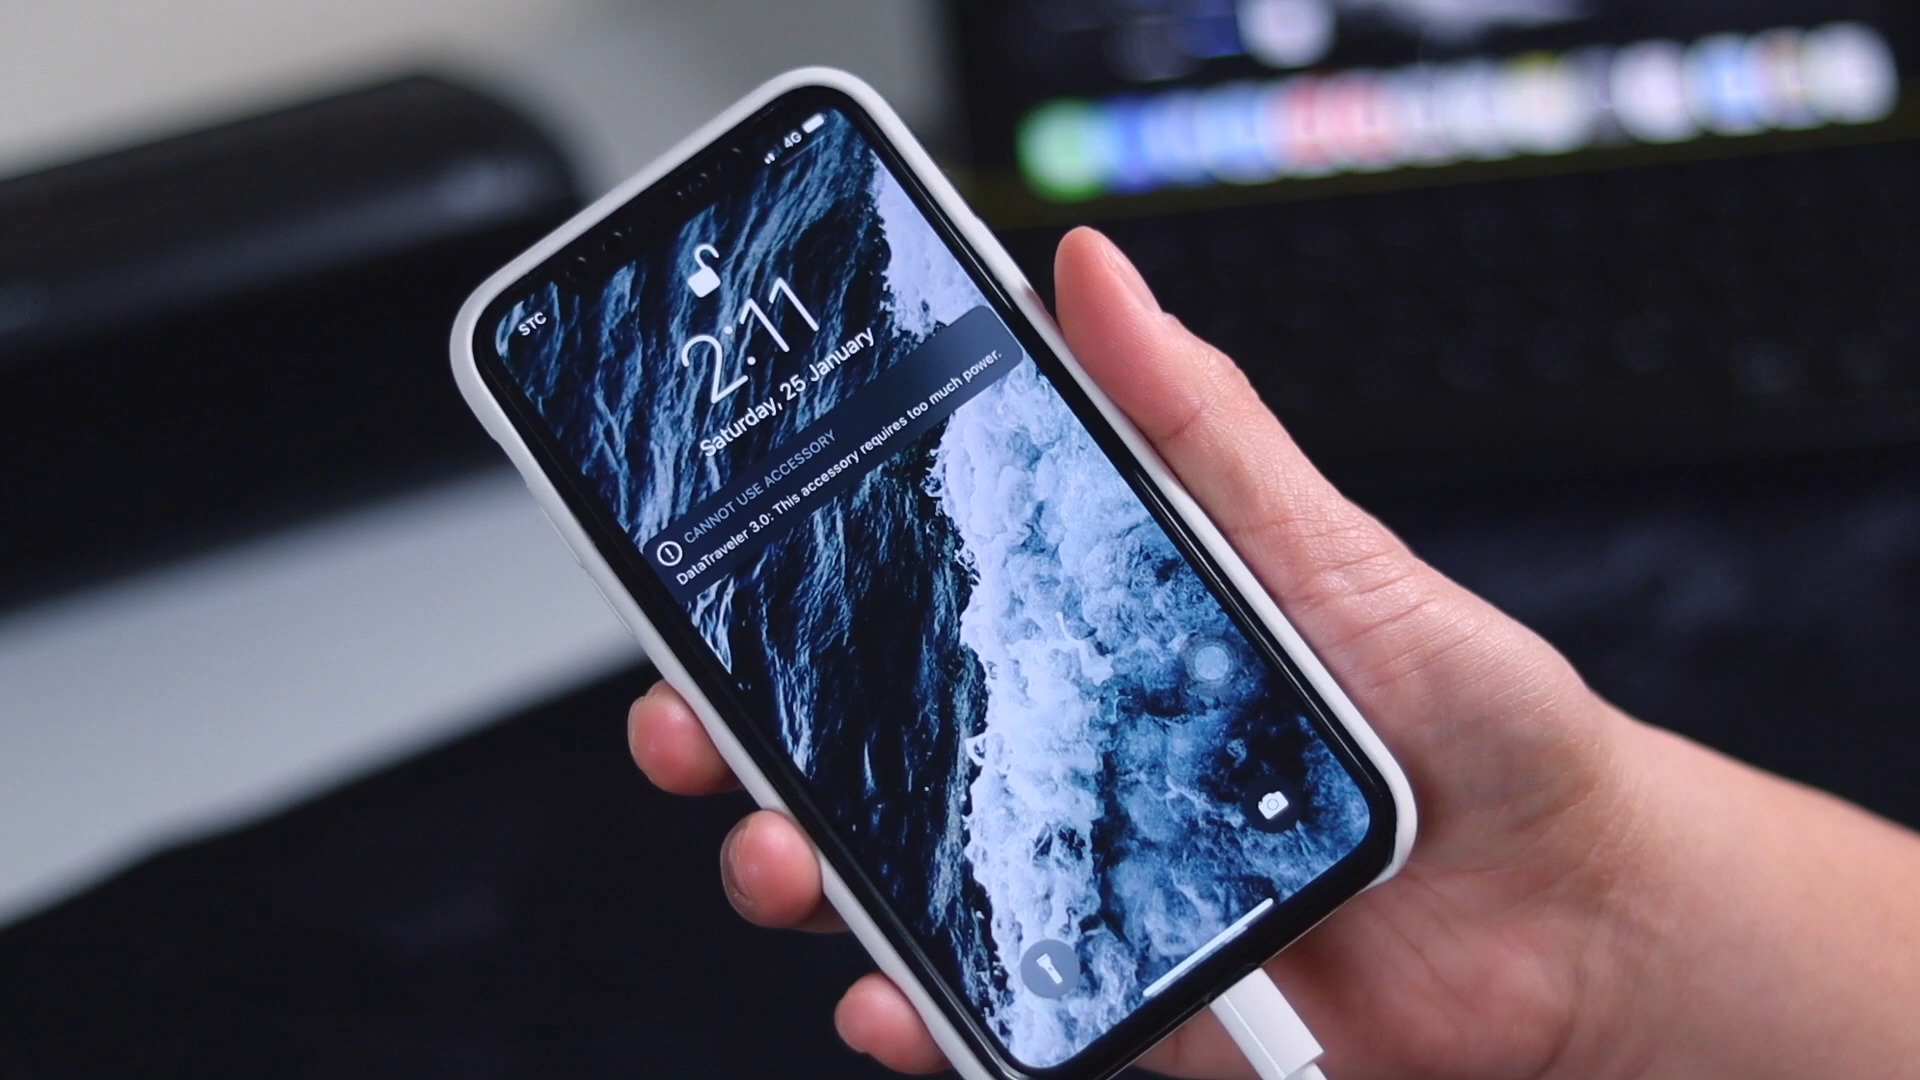 STC
4G
2:11
Saturday, 25 January
CANNOT USE ACCESSORY
DataTraveler 3.0: This accessory requires too much power.